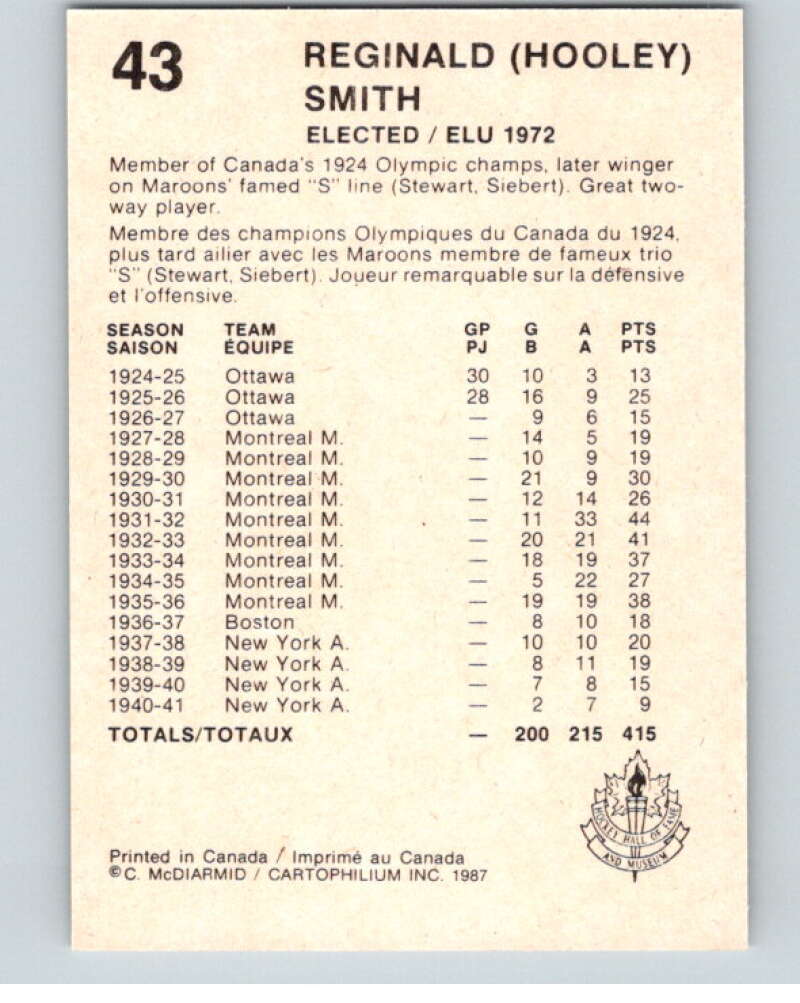 43
REGINALD (HOOLEY)
SMITH
ELECTED / ELU 1972
Member of Canada's 1924 Olympic champs, later winger
on Maroons' famed "S" line (Stewart, Siebert). Great two-
way player.
Membre des champions Olympiques du Canada du 1924,
plus tard ailier avec les Maroons membre de fameux trio
"S" (Stewart, Siebert). Joueur remarquable sur la défensive
et l'offensive.
SEASON TEAM GP G A PTS
SAISON ÉQUIPE PJ B A PTS
1924-25 Ottawa 30 10 3 13
1925-26 Ottawa 28 16 9 25
1926-27 Ottawa — 9 6 15
1927-28 Montreal M. — 14 5 19
1928-29 Montreal M. — 10 9 19
1929-30 Montreal M. — 21 9 30
1930-31 Montreal M. — 12 14 26
1931-32 Montreal M. — 11 33 44
1932-33 Montreal M. — 20 21 41
1933-34 Montreal M. — 18 19 37
1934-35 Montreal M. — 5 22 27
1935-36 Montreal M. — 19 19 38
1936-37 Boston — 8 10 18
1937-38 New York A. — 10 10 20
1938-39 New York A. — 8 11 19
1939-40 New York A. — 7 8 15
1940-41 New York A. — 2 7 9
TOTALS/TOTAUX — 200 215 415
HOCKEY HALL OF FAME
AND MUSEUM
Printed in Canada / Imprimé au Canada
©C. McDIARMID / CARTOPHILIUM INC. 1987